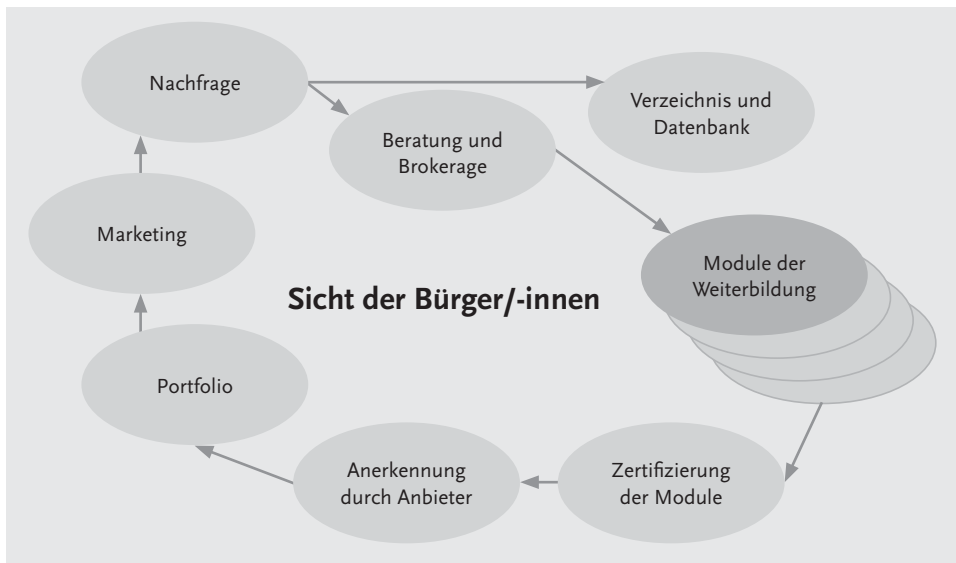 Nachfrage
Verzeichnis und
Datenbank
Beratung und
Brokerage
Marketing
Module der
Weiterbildung
Sicht der Bürger/-innen
Portfolio
Anerkennung
durch Anbieter
Zertifizierung
der Module